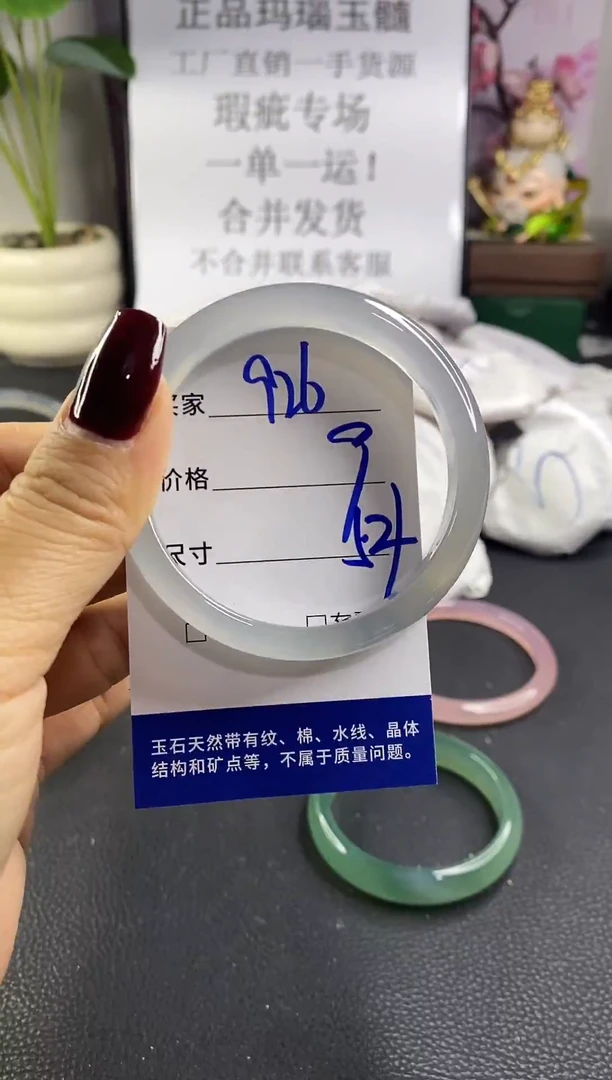 正品玛瑙玉髓
工厂直销一手货源
瑕疵专场
一单一运！
合并发货
不合并联系客服
买家 926
价格 9
尺寸 54
玉石天然带有纹、棉、水线、晶体
结构和矿点等，不属于质量问题。